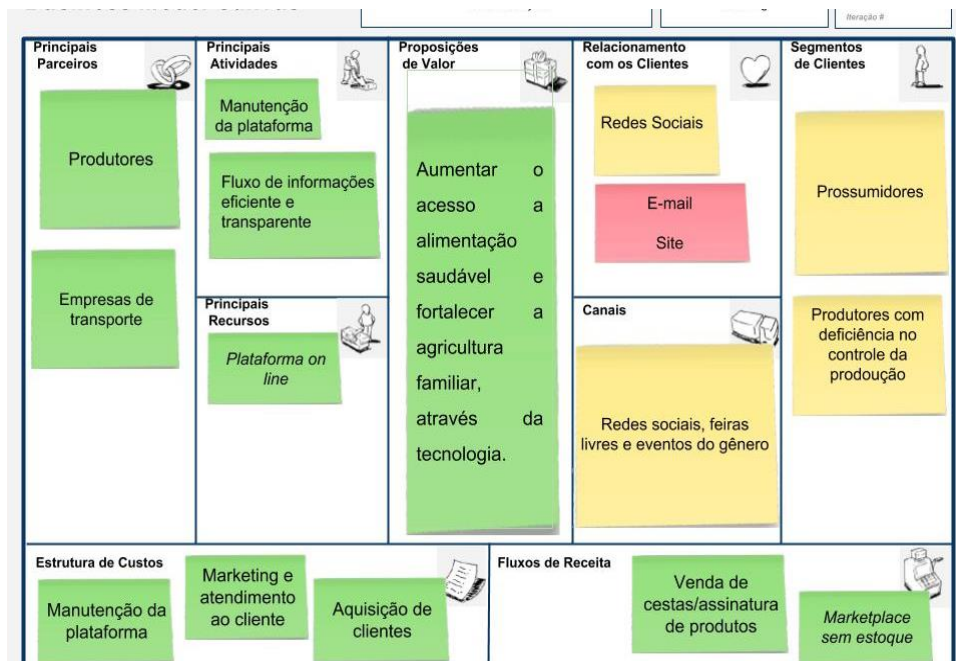 Iteração #
Principais
Parceiros
Produtores
Empresas de
transporte
Principais
Atividades
Manutenção
da plataforma
Fluxo de informações
eficiente e
transparente
Principais
Recursos
Plataforma on
line
Proposições
de Valor
Aumentar o
acesso a
alimentação
saudável e
fortalecer a
agricultura
familiar,
através da
tecnologia.
Relacionamento
com os Clientes
Redes Sociais
E-mail
Site
Canais
Redes sociais, feiras
livres e eventos do gênero
Segmentos
de Clientes
Prossumidores
Produtores com
deficiência no
controle da
prodoução
Estrutura de Custos
Manutenção da
plataforma
Marketing e
atendimento
ao cliente
Aquisição de
clientes
Fluxos de Receita
Venda de
cestas/assinatura
de produtos
Marketplace
sem estoque